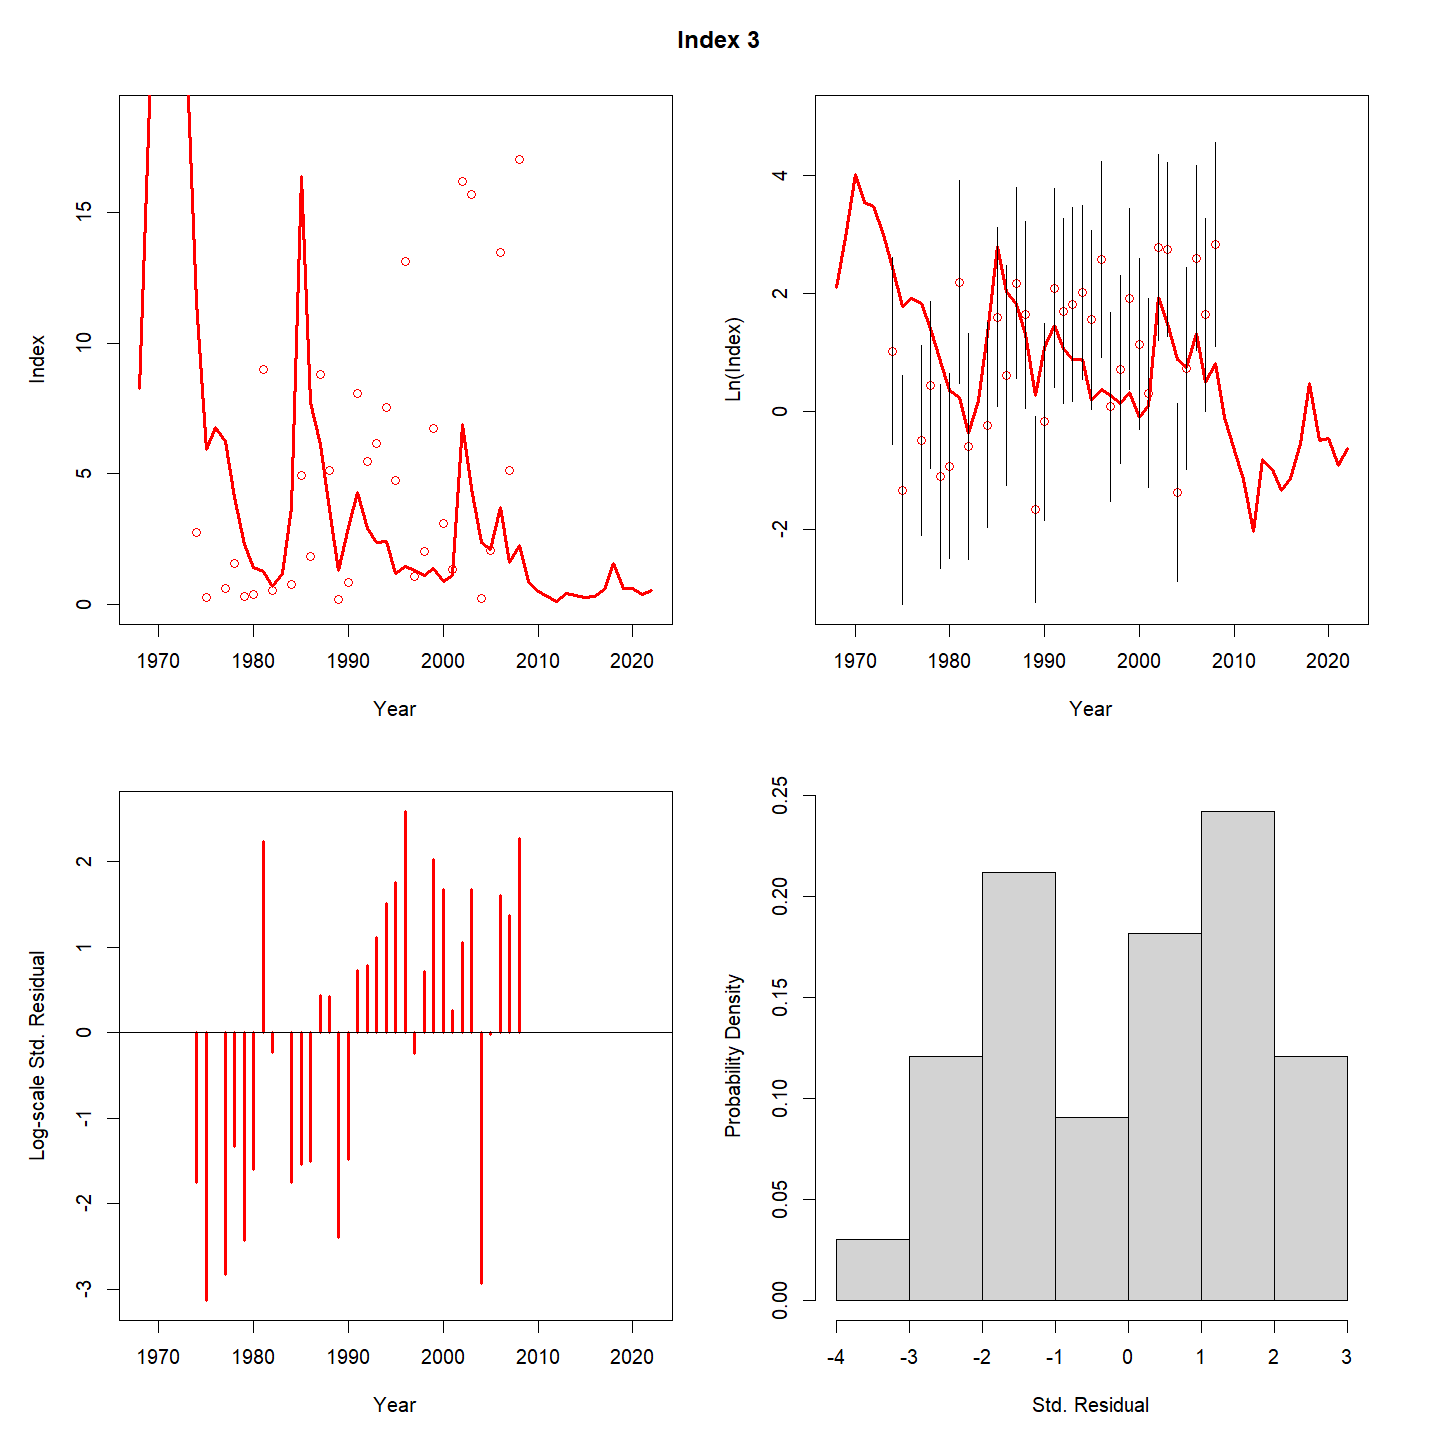 Index 3
Index
15
10
5
0
1970 1980 1990 2000 2010 2020
Year
Ln(Index)
4
2
0
-2
1970 1980 1990 2000 2010 2020
Year
Log-scale Std. Residual
2
1
0
-1
-2
-3
1970 1980 1990 2000 2010 2020
Year
Probability Density
0.25
0.20
0.15
0.10
0.05
0.00
-4 -3 -2 -1 0 1 2 3
Std. Residual